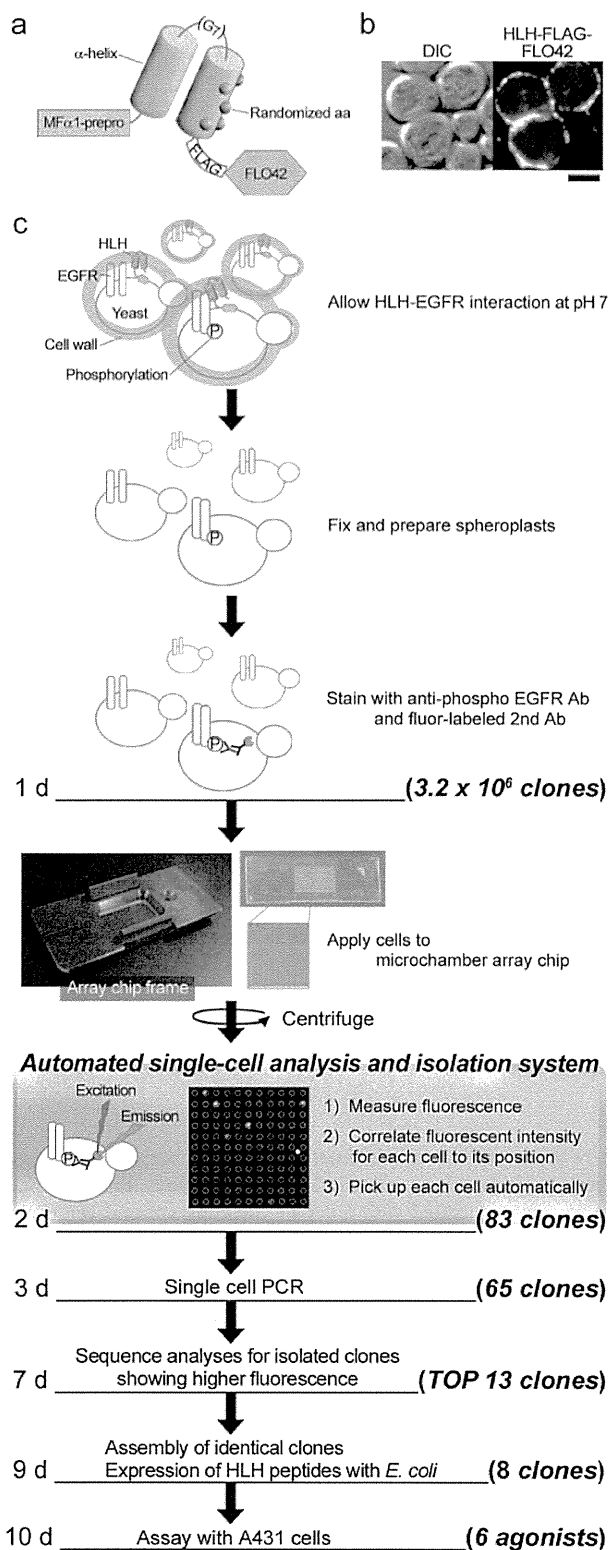 a
(G7)
α-helix
MFα1-prepro
Randomized aa
FLAG
FLO42
b
HLH-FLAG-
DIC FLO42
c
HLH
EGFR
Yeast
Cell wall
P
Phosphorylation
Allow HLH-EGFR interaction at pH 7
P
Fix and prepare spheroplasts
P
Stain with anti-phospho EGFR Ab
and fluor-labeled 2nd Ab
1 d (3.2 x 10⁶ clones)
Array chip frame
Apply cells to
microchamber array chip
Centrifuge
Automated single-cell analysis and isolation system
Excitation
Emission
P
1) Measure fluorescence
2) Correlate fluorescent intensity
for each cell to its position
3) Pick up each cell automatically
2 d (83 clones)
3 d Single cell PCR (65 clones)
Sequence analyses for isolated clones
7 d showing higher fluorescence (TOP 13 clones)
Assembly of identical clones
9 d Expression of HLH peptides with E. coli (8 clones)
10 d Assay with A431 cells (6 agonists)